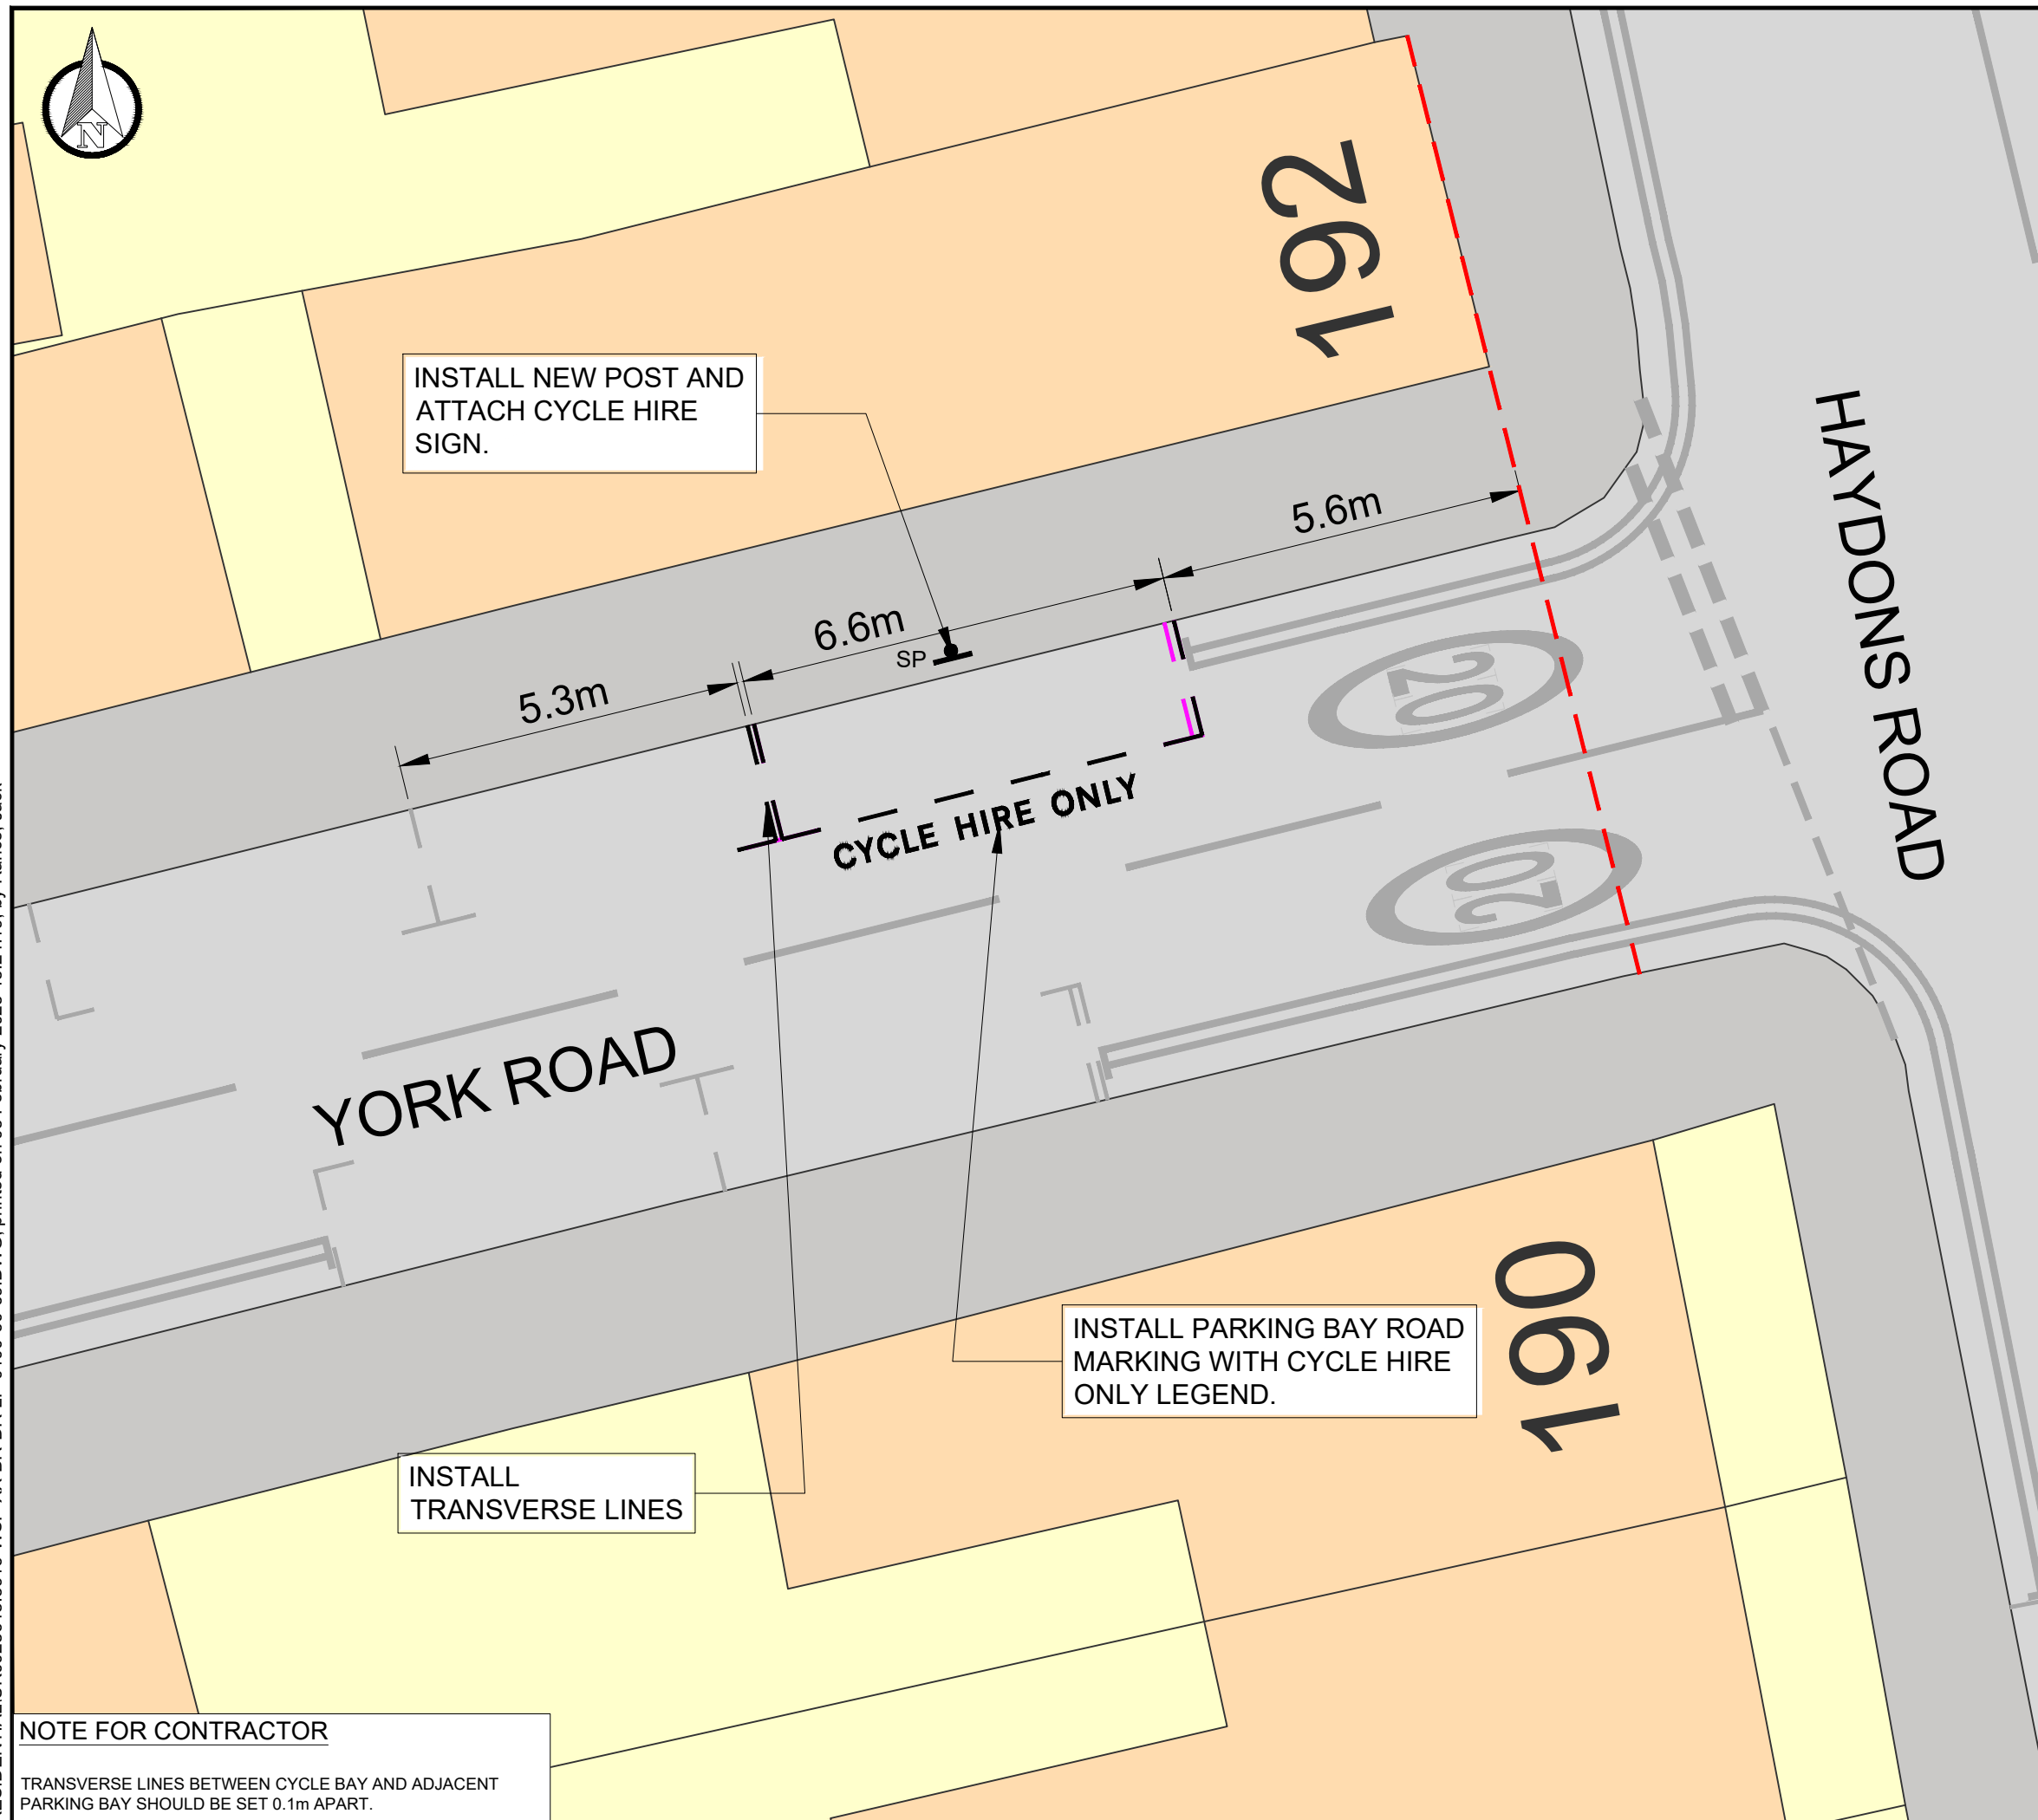 N
192
INSTALL NEW POST AND
ATTACH CYCLE HIRE
SIGN.
5.6m
6.6m
5.3m
SP
20
CYCLE HIRE ONLY
20
HAYDONS ROAD
YORK ROAD
190
INSTALL PARKING BAY ROAD
MARKING WITH CYCLE HIRE
ONLY LEGEND.
INSTALL
TRANSVERSE LINES
NOTE FOR CONTRACTOR
TRANSVERSE LINES BETWEEN CYCLE BAY AND ADJACENT
PARKING BAY SHOULD BE SET 0.1m APART.